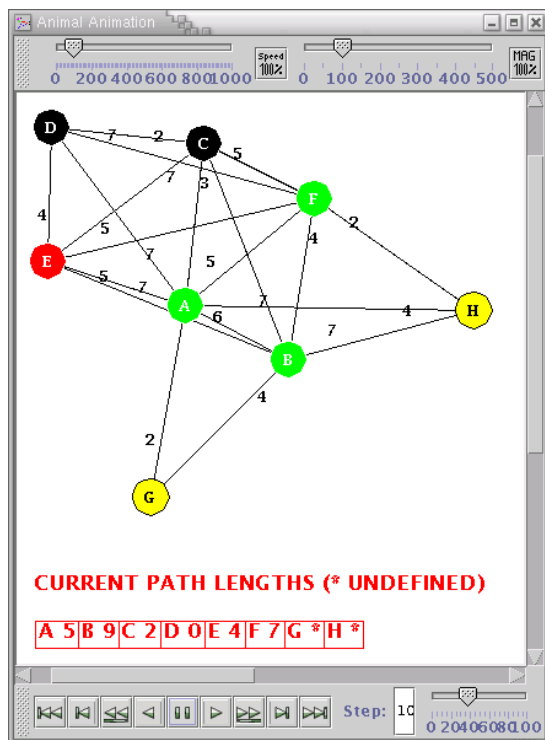 Animal Animation
Speed 100%
MAG 100%
0 200 400 600 800 1000
0 100 200 300 400 500
D
7
2
C
5
7
3
F
4
5
4
2
E
7
5
5
7
A
6
7
4
H
7
B
4
2
G
CURRENT PATH LENGTHS (* UNDEFINED)
A 5 B 9 C 2 D 0 E 4 F 7 G * H *
Step: 10
0 20 40 60 80 100